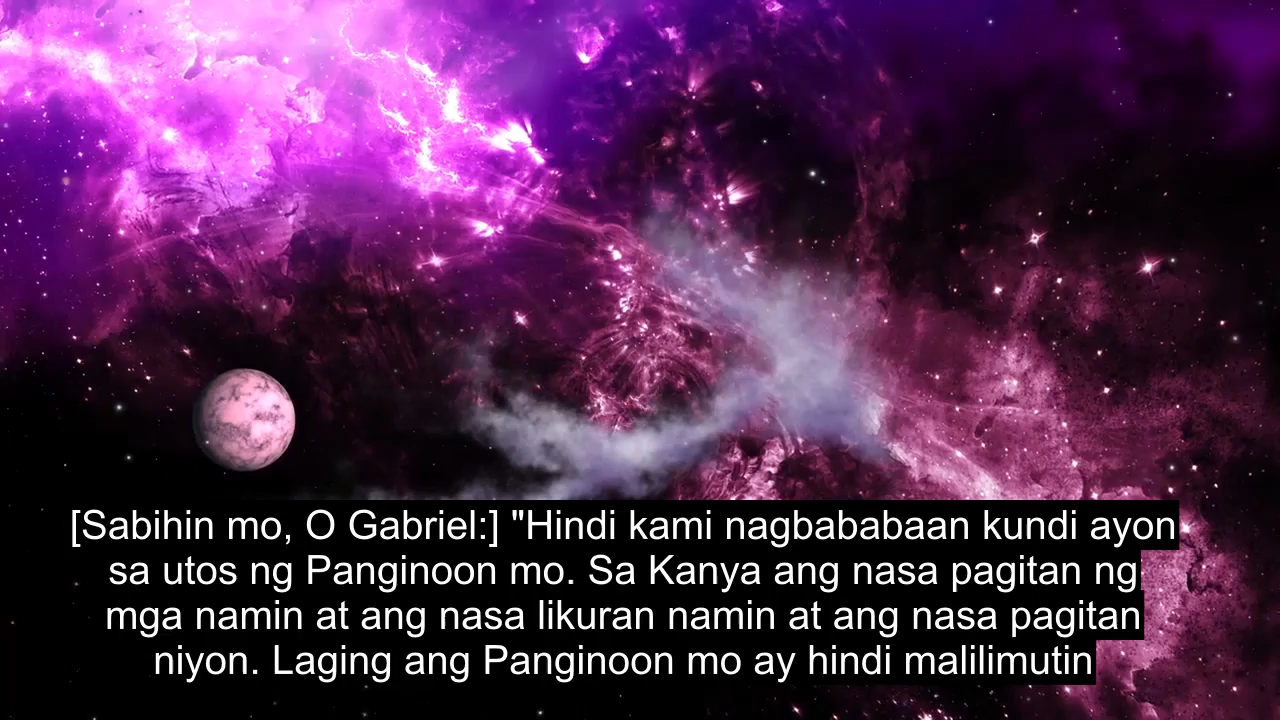 [Sabihin mo, O Gabriel:] "Hindi kami nagbababaan kundi ayon
sa utos ng Panginoon mo. Sa Kanya ang nasa pagitan ng
mga namin at ang nasa likuran namin at ang nasa pagitan
niyon. Laging ang Panginoon mo ay hindi malilimutin